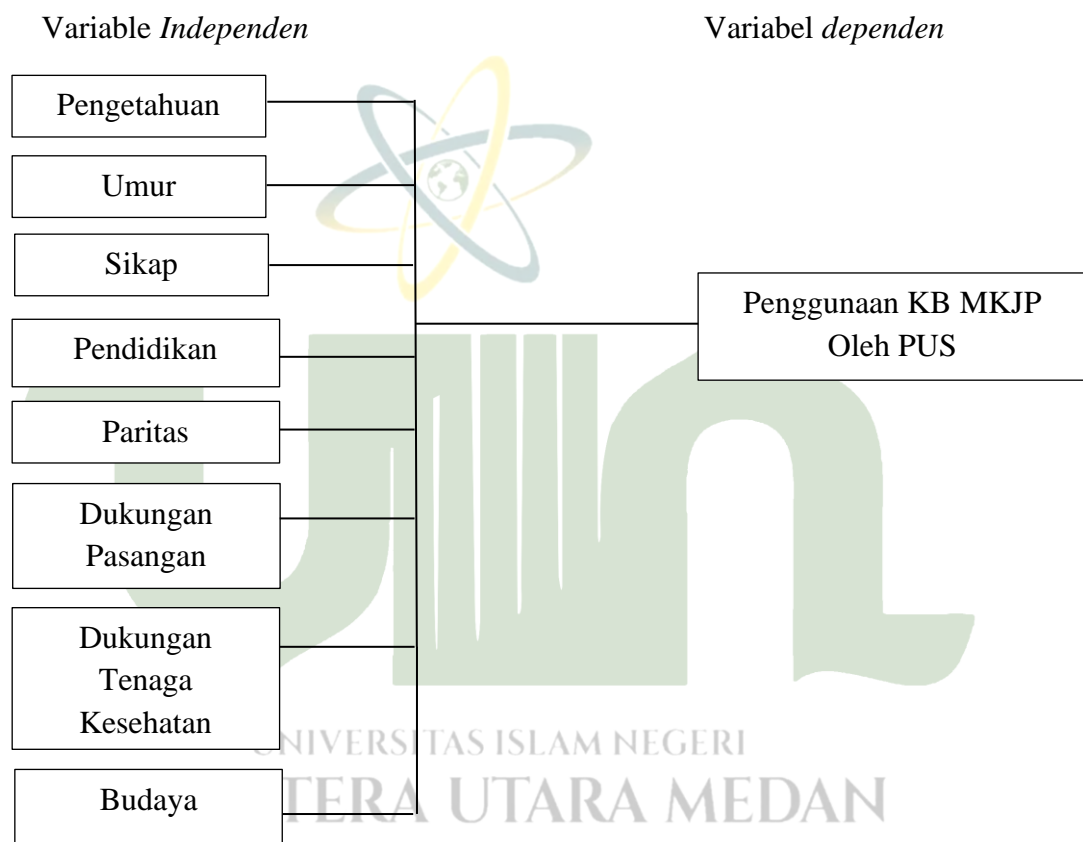 Variable Independen
Variabel dependen
Pengetahuan
Umur
Sikap
Pendidikan
Paritas
Dukungan
Pasangan
Dukungan
Tenaga
Kesehatan
Budaya
Penggunaan KB MKJP
Oleh PUS
UNIVERSITAS ISLAM NEGERI
UTARA MEDAN